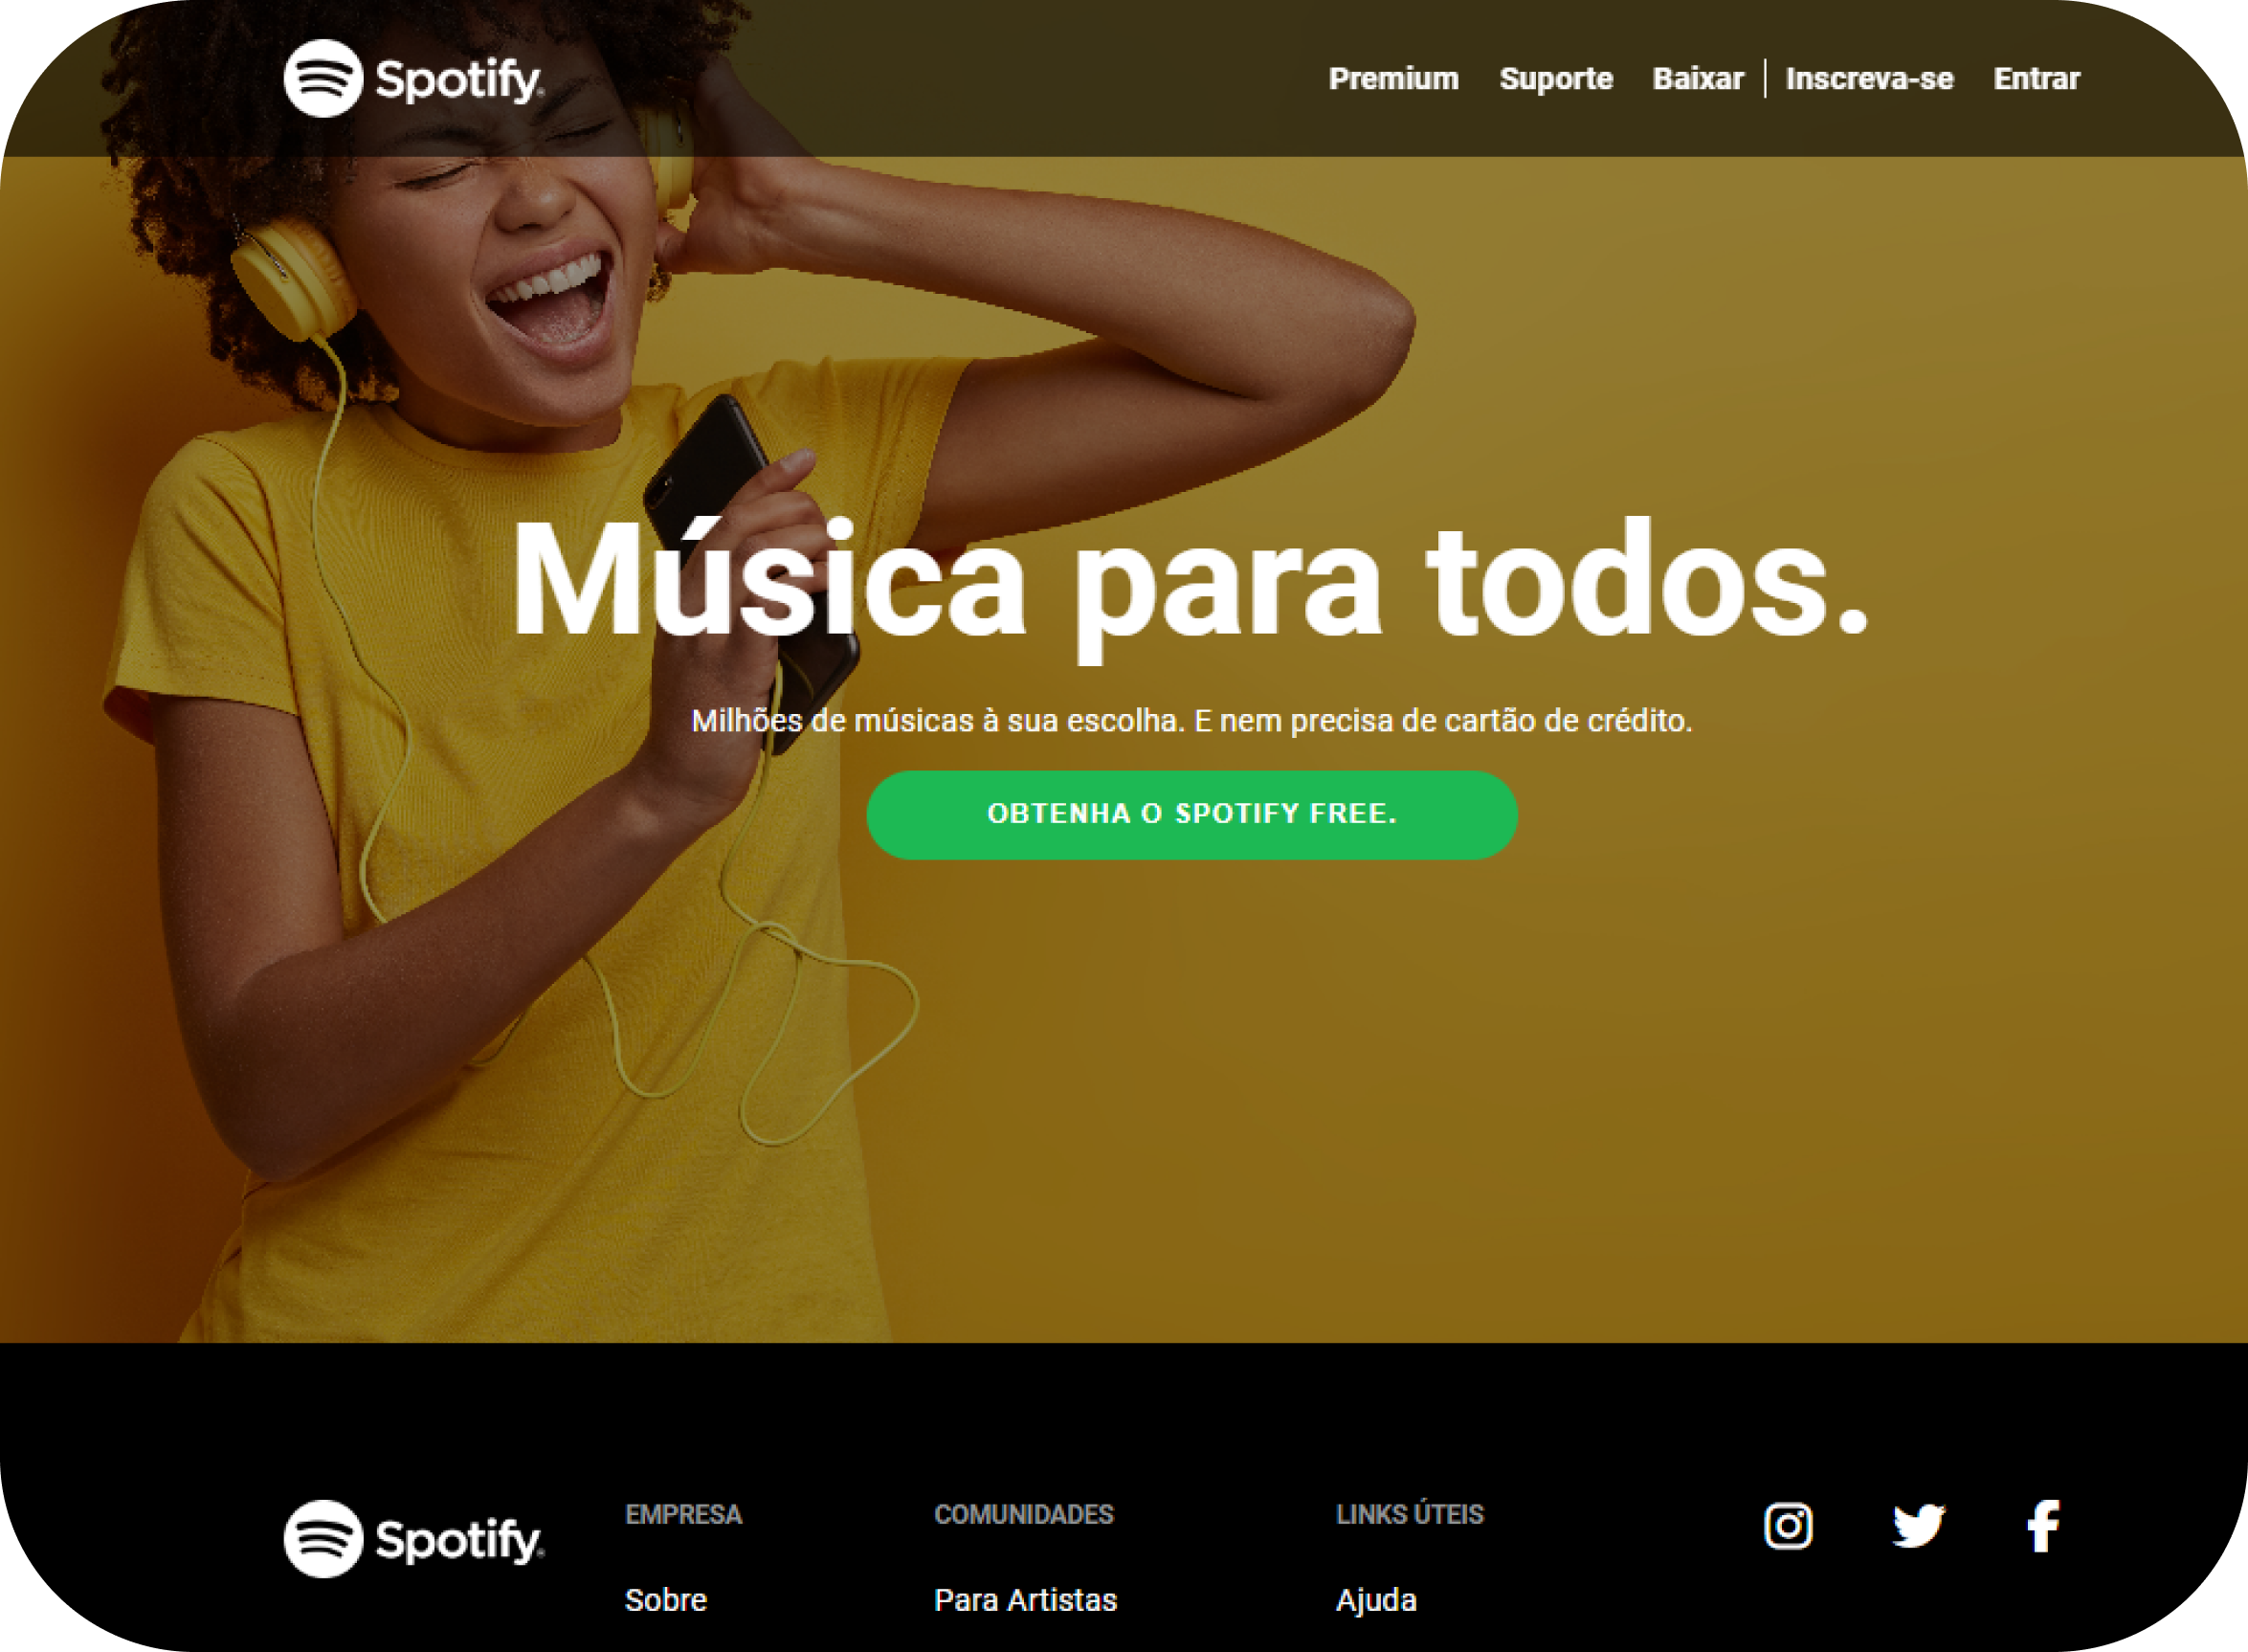 Spotify
Premium Suporte Baixar Inscreva-se Entrar
Música para todos.
Milhões de músicas à sua escolha. E nem precisa de cartão de crédito.
OBTENHA O SPOTIFY FREE.
Spotify
EMPRESA COMUNIDADES LINKS ÚTEIS
Sobre Para Artistas Ajuda